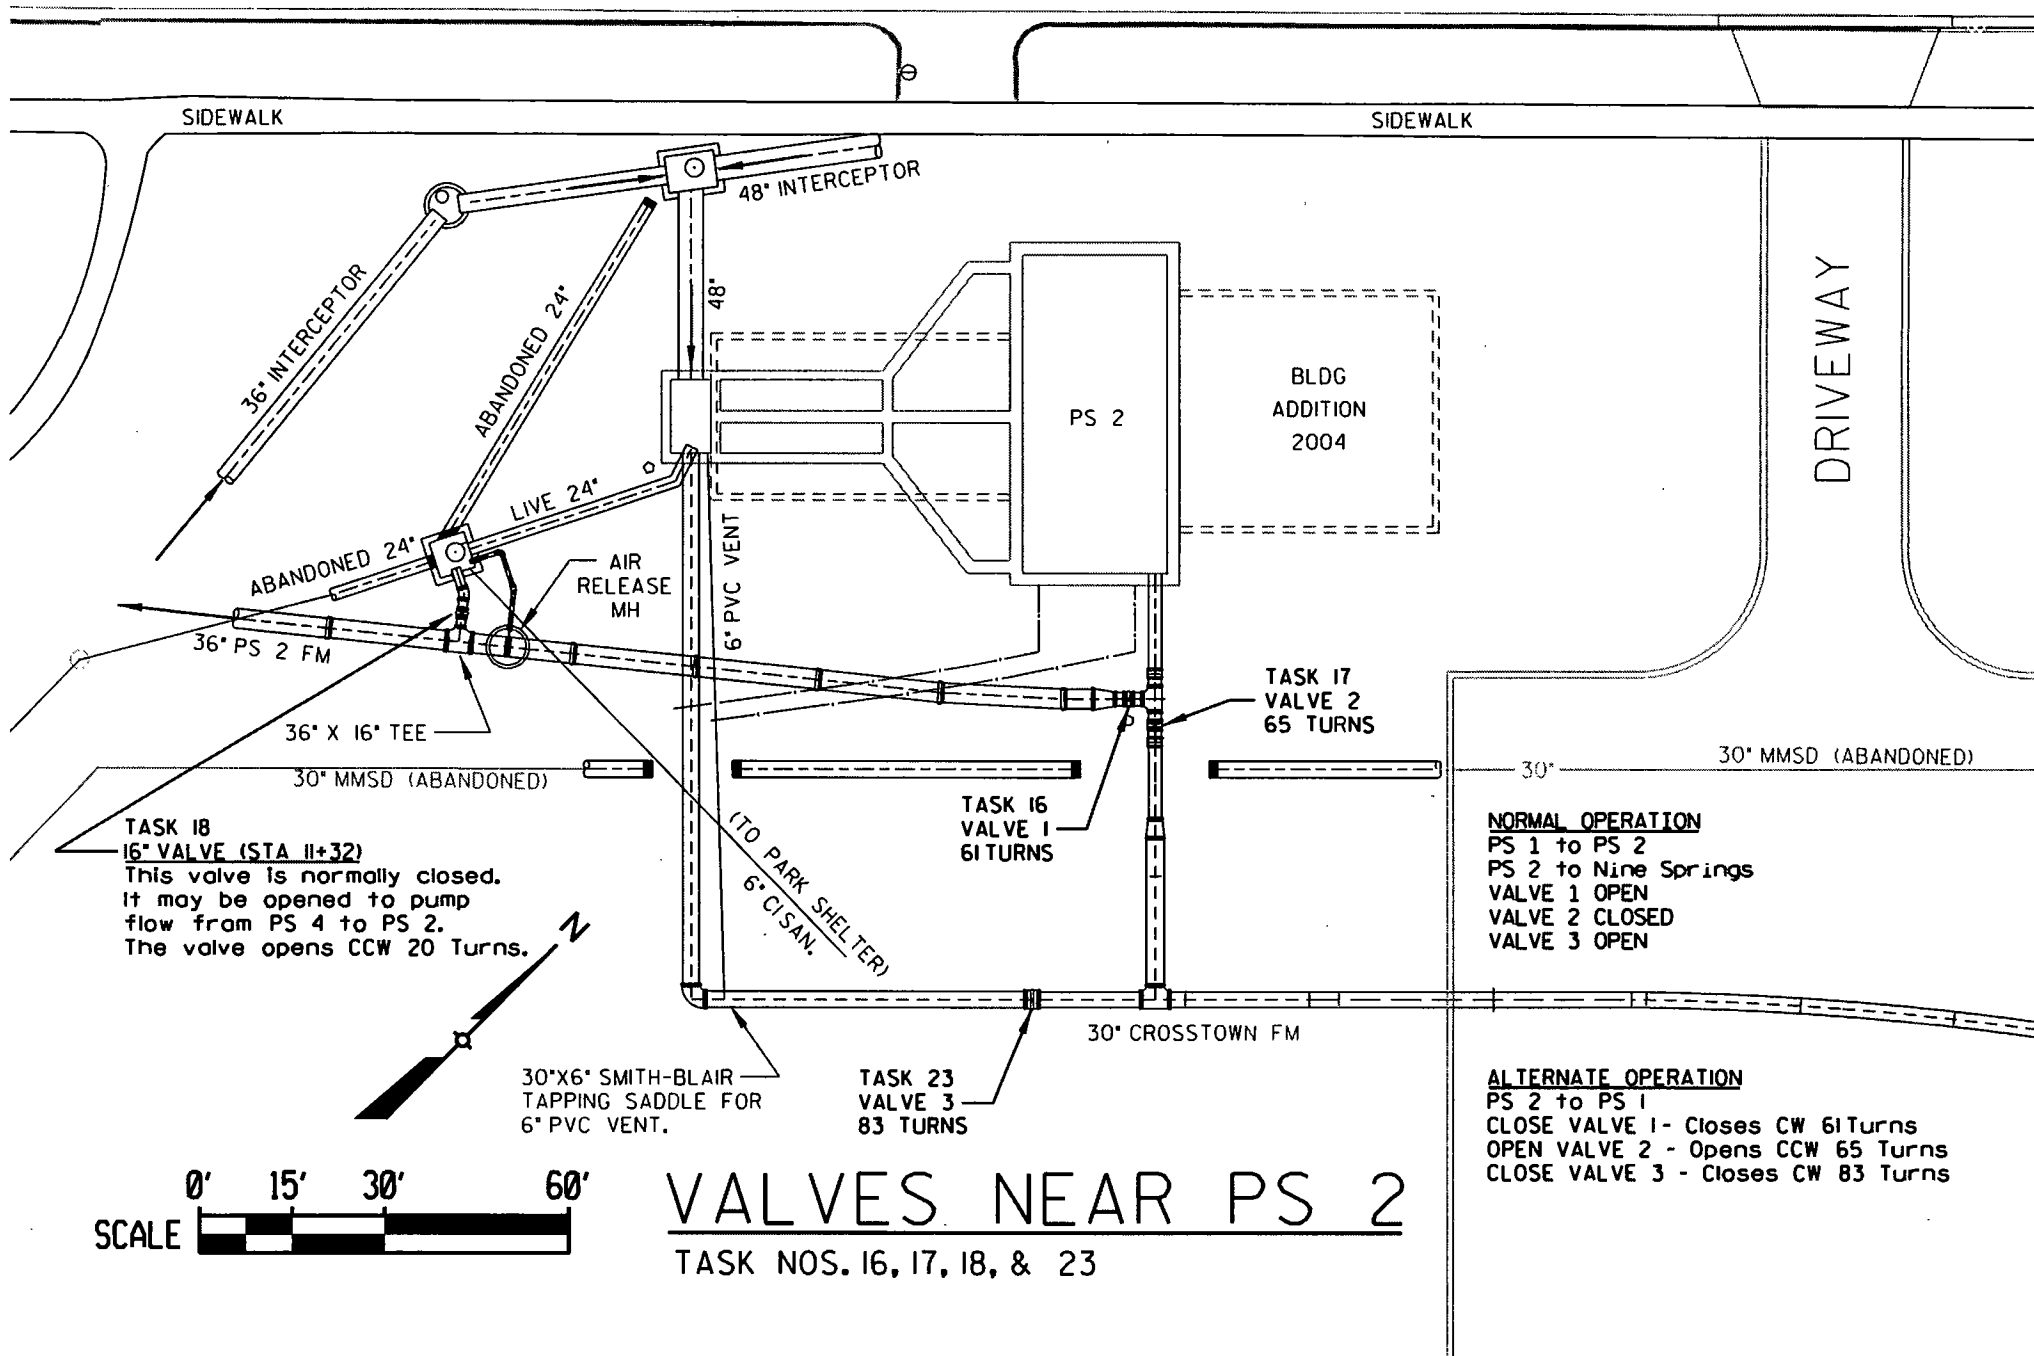 SIDEWALK
SIDEWALK
48" INTERCEPTOR
36" INTERCEPTOR
ABANDONED 24"
48"
PS 2
BLDG
ADDITION
2004
DRIVEWAY
LIVE 24"
ABANDONED 24"
AIR
RELEASE
MH
6" PVC VENT
36" PS 2 FM
36" X 16" TEE
TASK 17
VALVE 2
65 TURNS
30" MMSD (ABANDONED)
30"
30" MMSD (ABANDONED)
TASK 16
VALVE 1
61 TURNS
(TO PARK SHELTER)
6" CI SAN.
TASK 18
16" VALVE (STA 11+32)
This valve is normally closed.
It may be opened to pump
flow from PS 4 to PS 2.
The valve opens CCW 20 Turns.
N
NORMAL OPERATION
PS 1 to PS 2
PS 2 to Nine Springs
VALVE 1 OPEN
VALVE 2 CLOSED
VALVE 3 OPEN
30" CROSSTOWN FM
30"X6" SMITH-BLAIR
TAPPING SADDLE FOR
6" PVC VENT.
TASK 23
VALVE 3
83 TURNS
ALTERNATE OPERATION
PS 2 to PS 1
CLOSE VALVE 1 - Closes CW 61 Turns
OPEN VALVE 2 - Opens CCW 65 Turns
CLOSE VALVE 3 - Closes CW 83 Turns
0' 15' 30' 60'
SCALE
VALVES NEAR PS 2
TASK NOS. 16, 17, 18, & 23